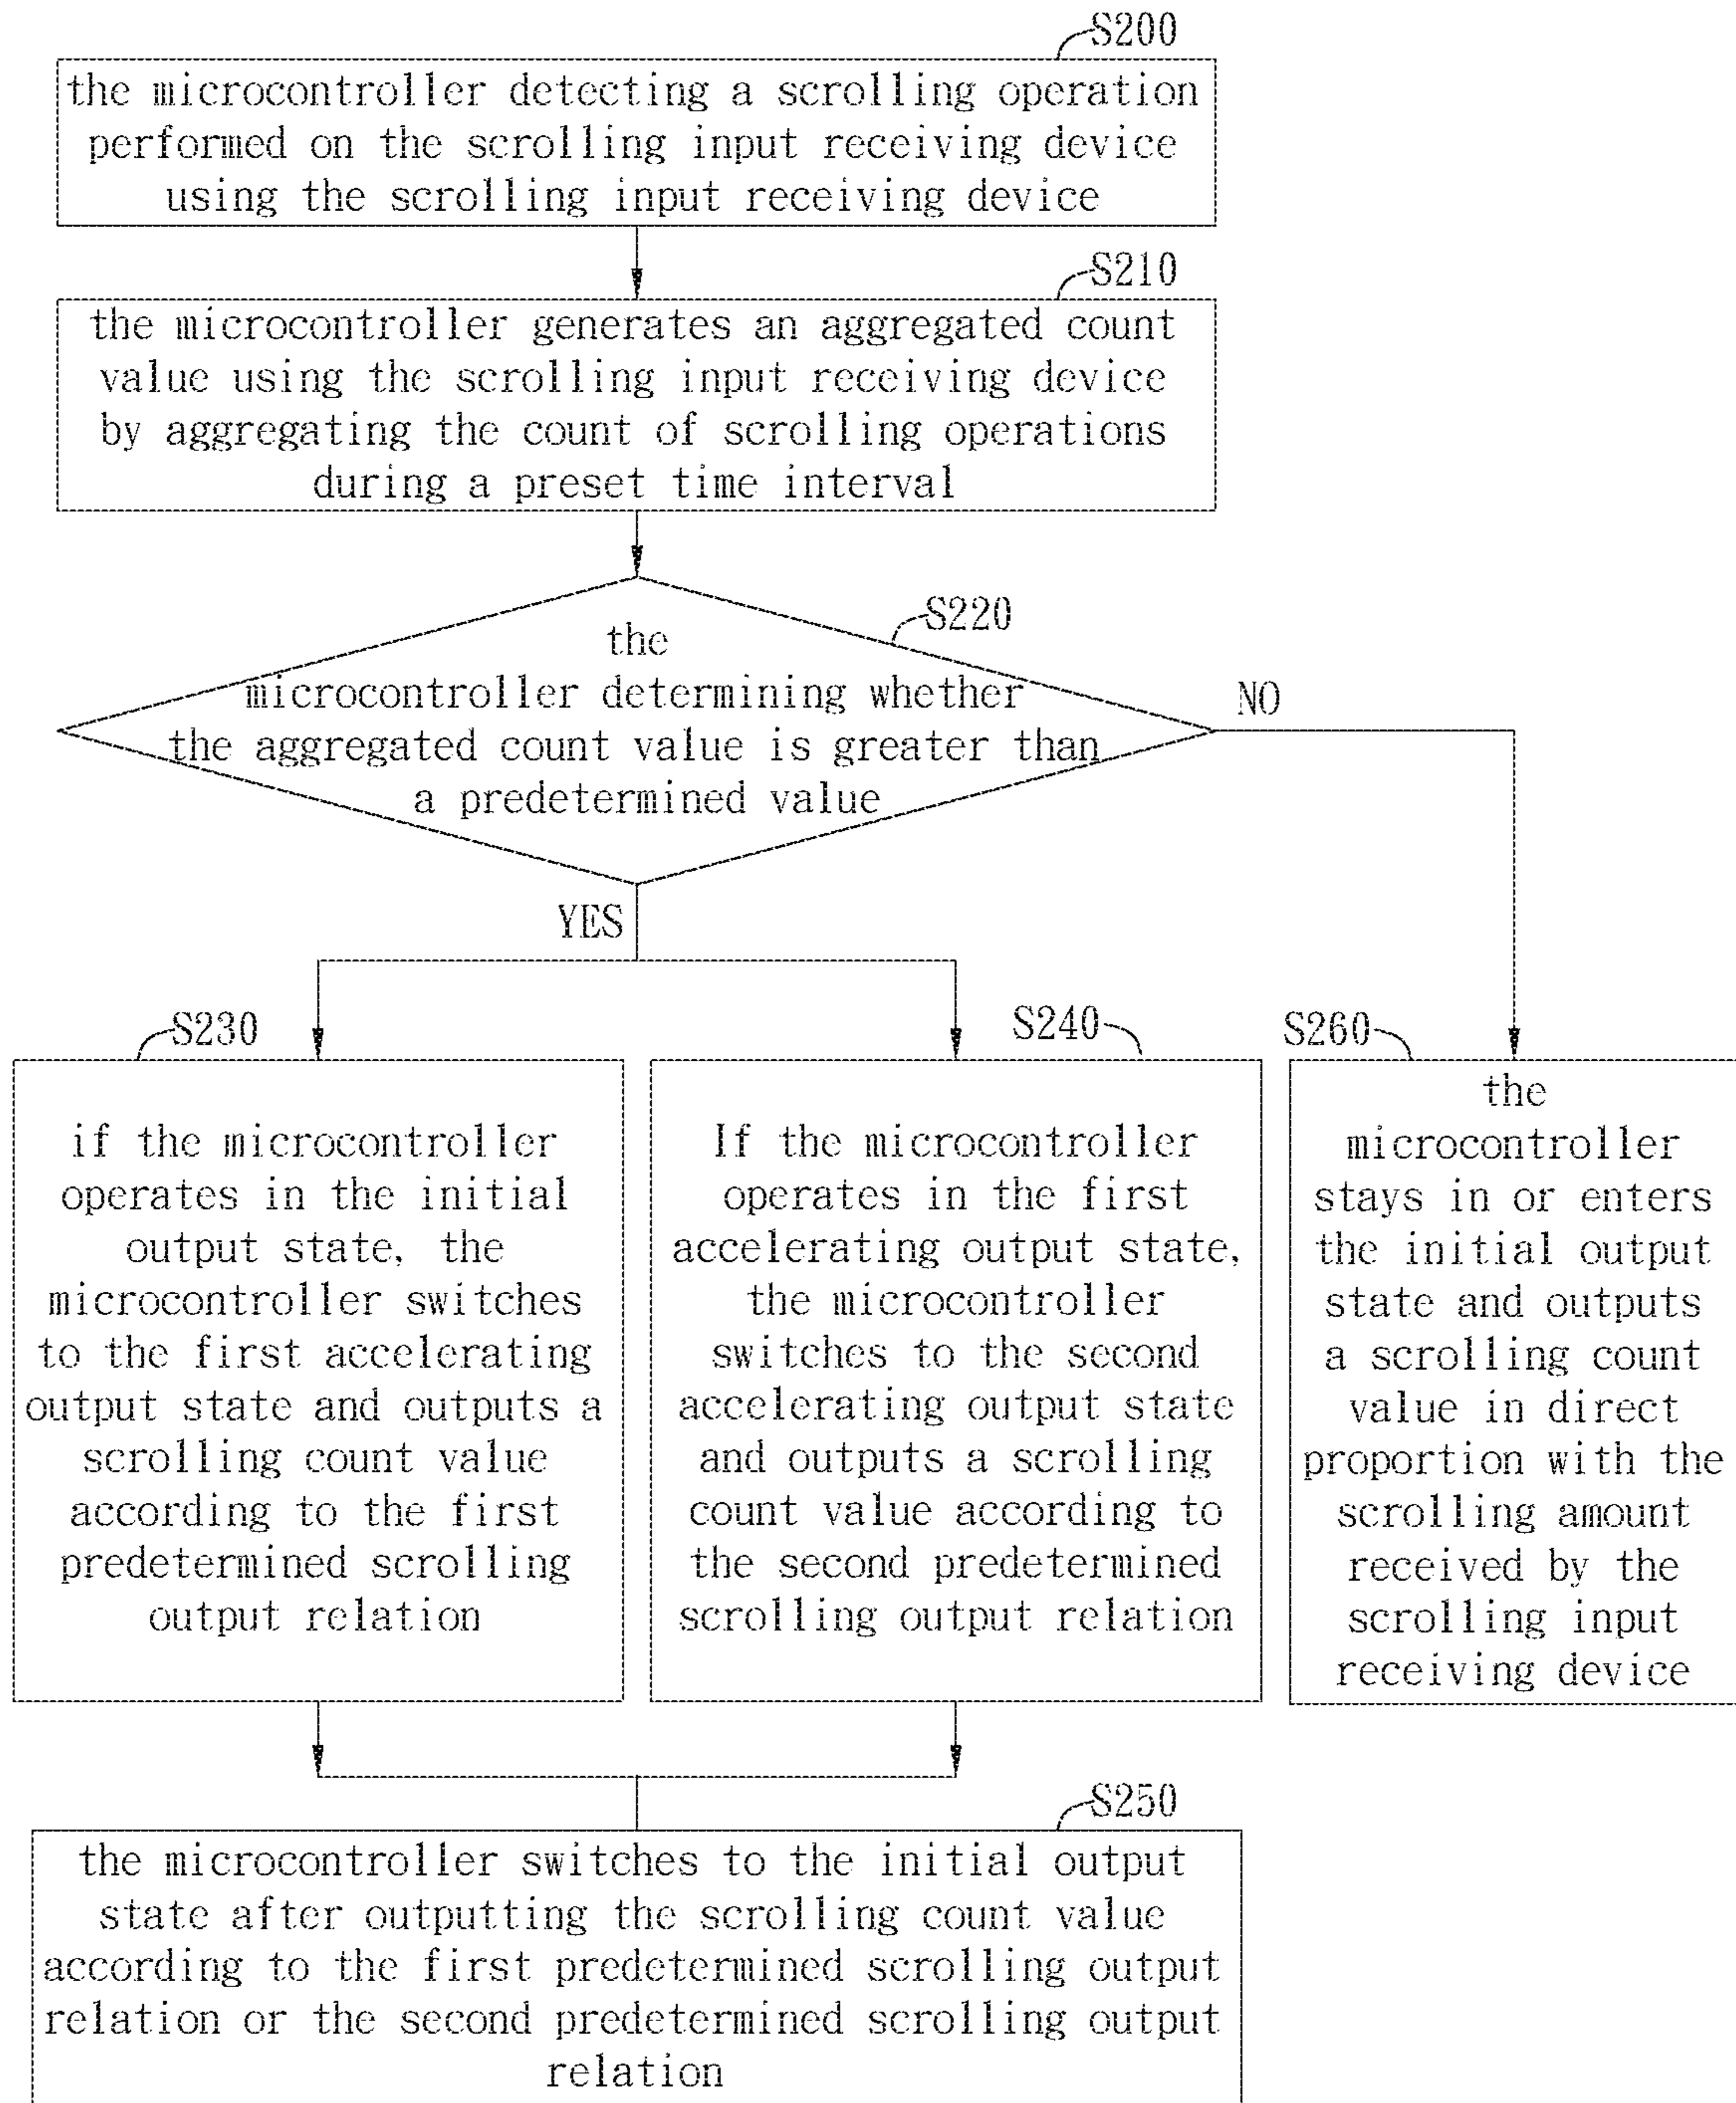 S200
the microcontroller detecting a scrolling operation
performed on the scrolling input receiving device
using the scrolling input receiving device
S210
the microcontroller generates an aggregated count
value using the scrolling input receiving device
by aggregating the count of scrolling operations
during a preset time interval
S220
the
microcontroller determining whether
the aggregated count value is greater than
a predetermined value
NO
YES
S230
if the microcontroller
operates in the initial
output state, the
microcontroller switches
to the first accelerating
output state and outputs a
scrolling count value
according to the first
predetermined scrolling
output relation
S240
If the microcontroller
operates in the first
accelerating output state,
the microcontroller
switches to the second
accelerating output state
and outputs a scrolling
count value according to
the second predetermined
scrolling output relation
S260
the
microcontroller
stays in or enters
the initial output
state and outputs
a scrolling count
value in direct
proportion with the
scrolling amount
received by the
scrolling input
receiving device
S250
the microcontroller switches to the initial output
state after outputting the scrolling count value
according to the first predetermined scrolling output
relation or the second predetermined scrolling output
relation